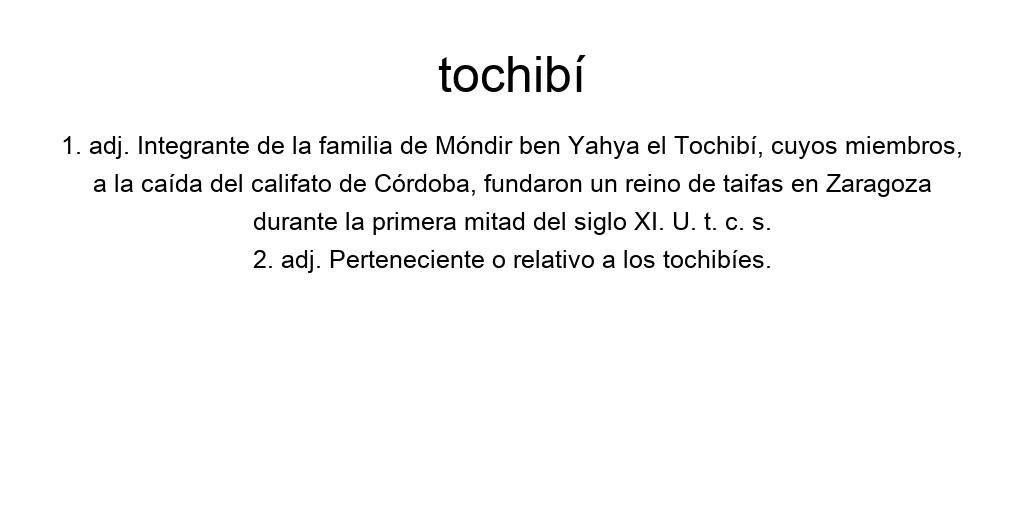 tochibí
1. adj. Integrante de la familia de Móndir ben Yahya el Tochibí, cuyos miembros,
a la caída del califato de Córdoba, fundaron un reino de taifas en Zaragoza
durante la primera mitad del siglo XI. U. t. c. s.
2. adj. Perteneciente o relativo a los tochibíes.